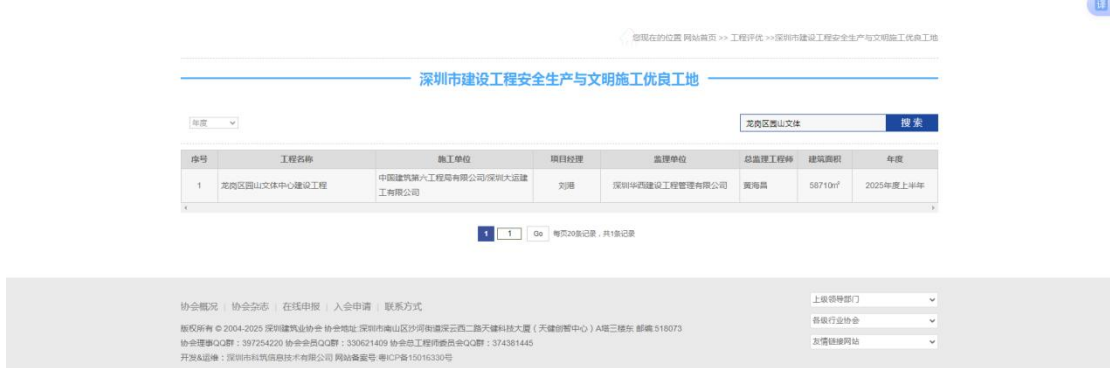 译
您现在的位置 网站首页 >> 工程评优 >>深圳市建设工程安全生产与文明施工优良工地
深圳市建设工程安全生产与文明施工优良工地
年度
龙岗区园山文体
搜 索
序号 工程名称 施工单位 项目经理 监理单位 总监理工程师 建筑面积 年度
1 龙岗区园山文体中心建设工程 中国建筑第六工程局有限公司/深圳大运建工有限公司 刘港 深圳华西建设工程管理有限公司 黄海昌 58710㎡ 2025年度上半年
1 1 Go 每页20条记录，共1条记录
协会概况 | 协会杂志 | 在线申报 | 入会申请 | 联系方式
上级领导部门
各级行业协会
友情链接网站
版权所有 © 2004-2025 深圳建筑业协会 协会地址:深圳市南山区沙河街道深云西二路天健科技大厦（天健创智中心）A塔三楼东 邮编:518073
协会理事QQ群：397254220 协会会员QQ群：330621409 协会总工程师委员会QQ群：374381445
开发&运维：深圳市科筑信息技术有限公司 网站备案号:粤ICP备15016330号